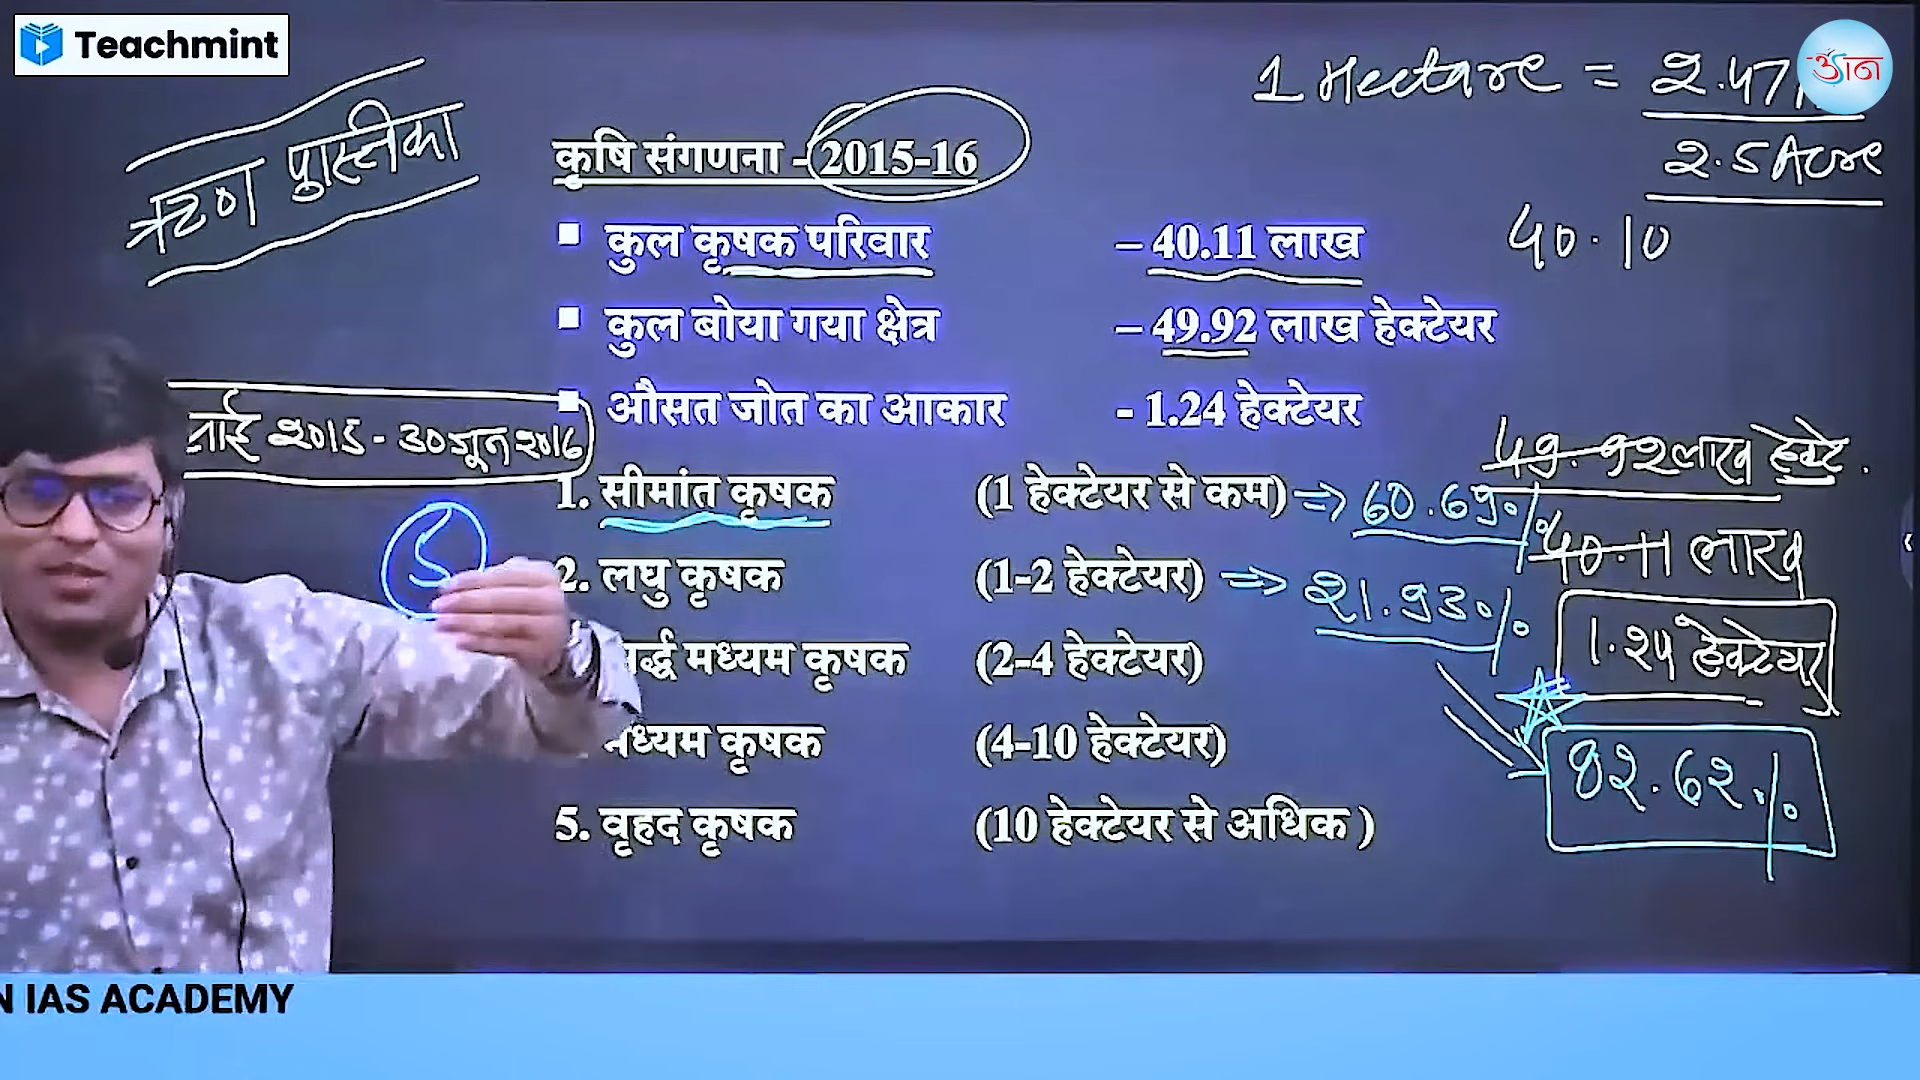 Teachmint
ऋण पुस्तिका
1 Hectare = 2.47
2.5 Acre
40.10
आन
कृषि संगणना - 2015-16
▪ कुल कृषक परिवार – 40.11 लाख
▪ कुल बोया गया क्षेत्र – 49.92 लाख हेक्टेयर
▪ औसत जोत का आकार - 1.24 हेक्टेयर
1. सीमांत कृषक (1 हेक्टेयर से कम) ⇒ 60.69%
2. लघु कृषक (1-2 हेक्टेयर) ⇒ 21.93%
मध्यम कृषक (2-4 हेक्टेयर)
मध्यम कृषक (4-10 हेक्टेयर)
5. वृहद कृषक (10 हेक्टेयर से अधिक )
2015 - 30 जून 2016
5
49.92 लाख हेक्टे.
40.11 लाख
1.24 हेक्टेयर
82.62%
N IAS ACADEMY